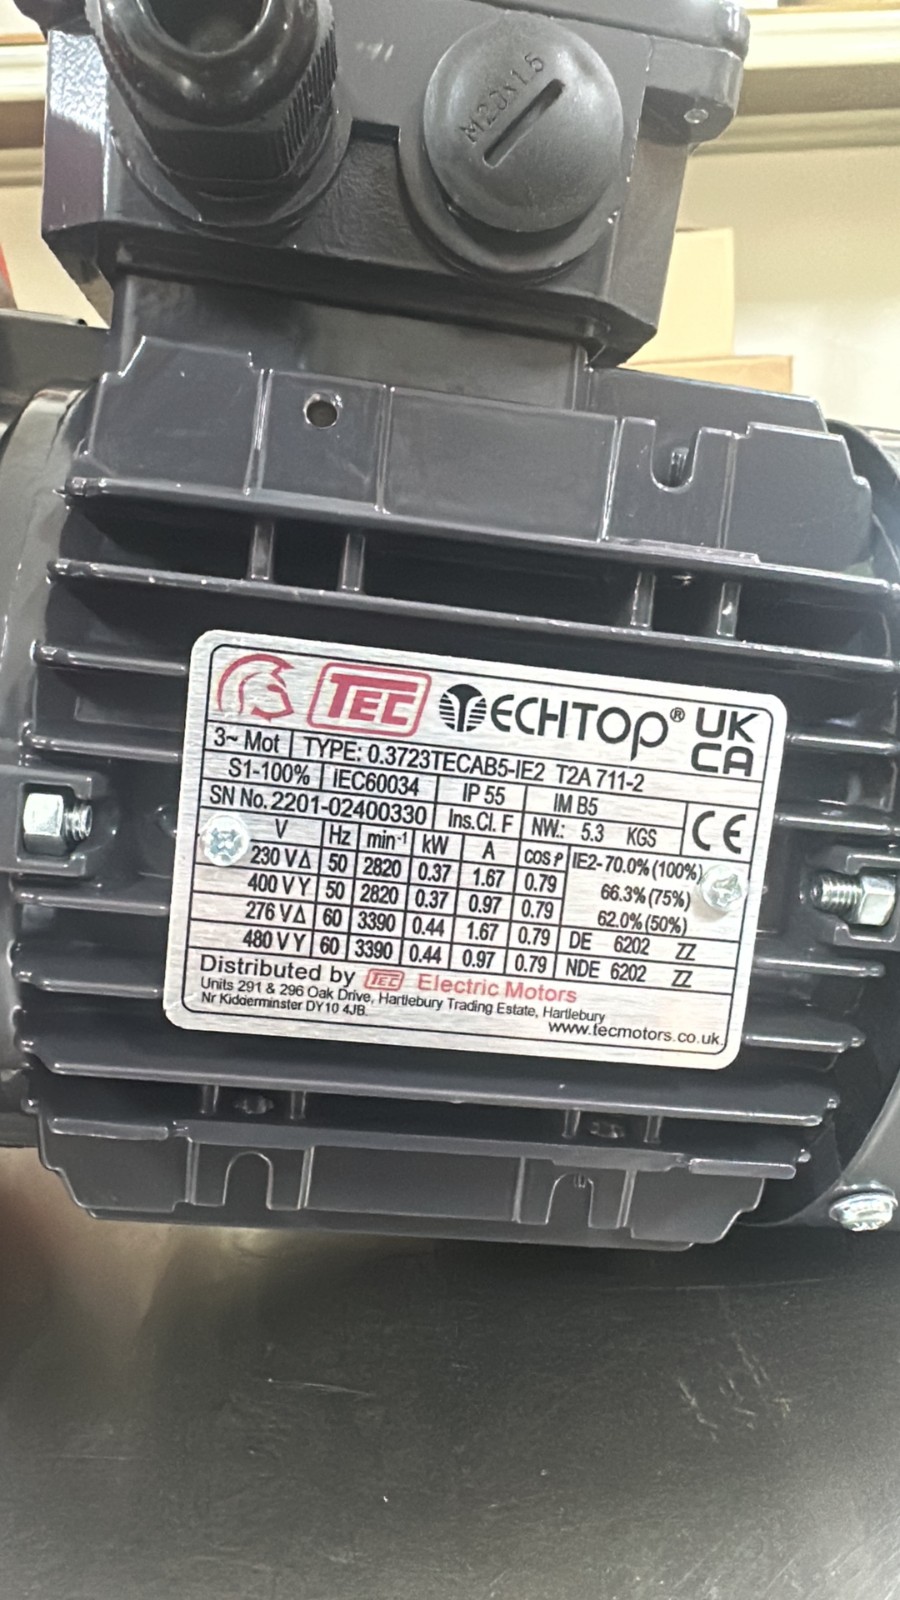 M20x1.5
TEC TECHTOP® UK CA
3~ Mot TYPE: 0.3723TECAB5-IE2 T2A 711-2
S1-100% IEC60034 IP 55 IM B5 CE
SN No. 2201-02400330 Ins.Cl. F NW.: 5.3 KGS
V Hz min⁻¹ kW A cos φ IE2- 70.0% (100%)
230 V Δ 50 2820 0.37 1.67 0.79 66.3% (75%)
400 V Y 50 2820 0.37 0.97 0.79 62.0% (50%)
276 V Δ 60 3390 0.44 1.67 0.79 DE 6202 ZZ
480 V Y 60 3390 0.44 0.97 0.79 NDE 6202 ZZ
Distributed by TEC Electric Motors
Units 291 & 296 Oak Drive, Hartlebury Trading Estate, Hartlebury
Nr Kidderminster DY10 4JB.
www.tecmotors.co.uk.